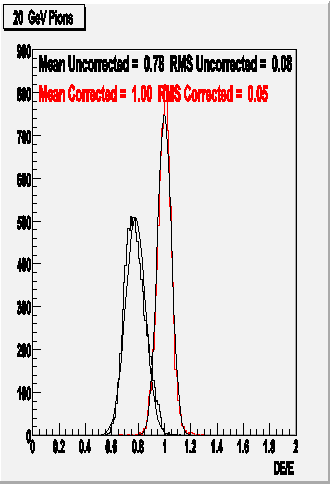 20 GeV Pions
Mean Uncorrected = 0.78 RMS Uncorrected = 0.08
Mean Corrected = 1.00 RMS Corrected = 0.05
900
800
700
600
500
400
300
200
100
0
0 0.2 0.4 0.6 0.8 1 1.2 1.4 1.6 1.8 2
DE/E